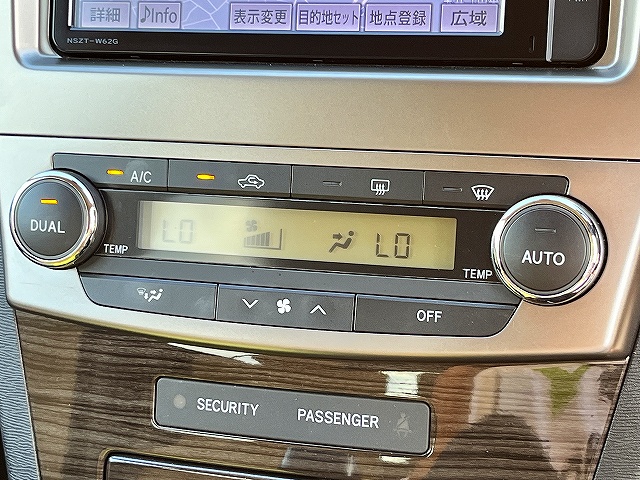 詳細 ♪Info 表示変更 目的地セット 地点登録 広域
NSZT-W62G
A/C
DUAL
TEMP
LO LO
TEMP
AUTO
OFF
SECURITY PASSENGER